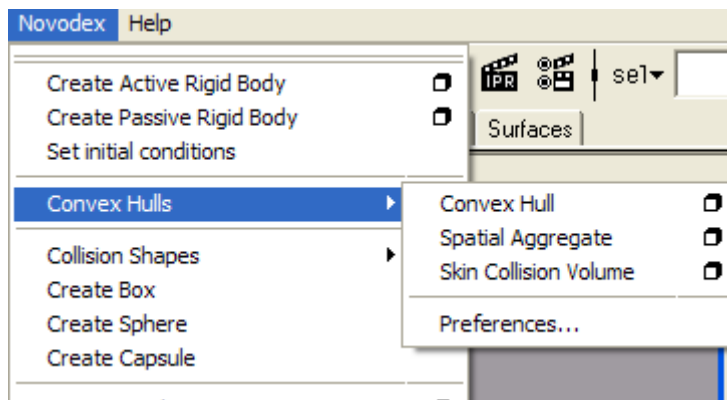 Novodex Help
Create Active Rigid Body
Create Passive Rigid Body
Set initial conditions
Convex Hulls
Collision Shapes
Create Box
Create Sphere
Create Capsule
IPR
sel
Surfaces
Convex Hull
Spatial Aggregate
Skin Collision Volume
Preferences...